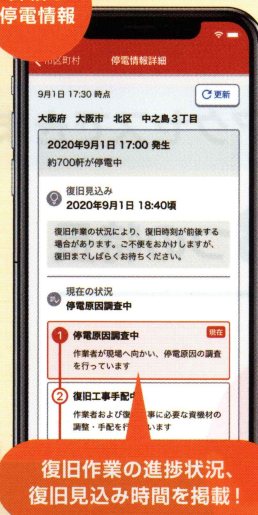 停電情報
市区町村
停電情報詳細
9月1日 17:30 時点
更新
大阪府 大阪市 北区 中之島3丁目
2020年9月1日 17:00 発生
約700軒が停電中
復旧見込み
2020年9月1日 18:40頃
復旧作業の状況により、復旧時刻が前後する
場合があります。ご不便をおかけしますが、
復旧までしばらくお待ちください。
現在の状況
停電原因調査中
1 停電原因調査中
現在
作業者が現場へ向かい、停電原因の調査
を行っています
2 復旧工事手配中
作業者および復 事に必要な資機材の
調整・手配を行 います
復旧作業の進捗状況、
復旧見込み時間を掲載!